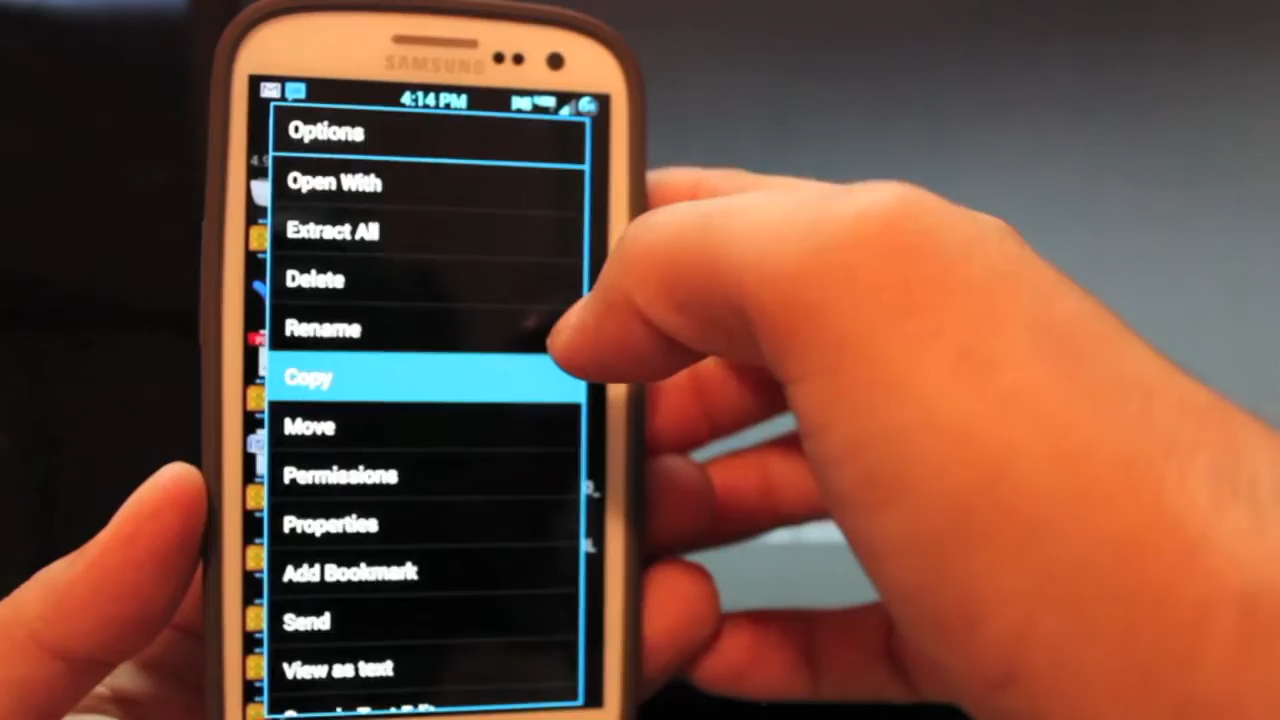 SAMSUNG
4:14 PM
Options
Open With
Extract All
Delete
Rename
Copy
Move
Permissions
Properties
Add Bookmark
Send
View as text